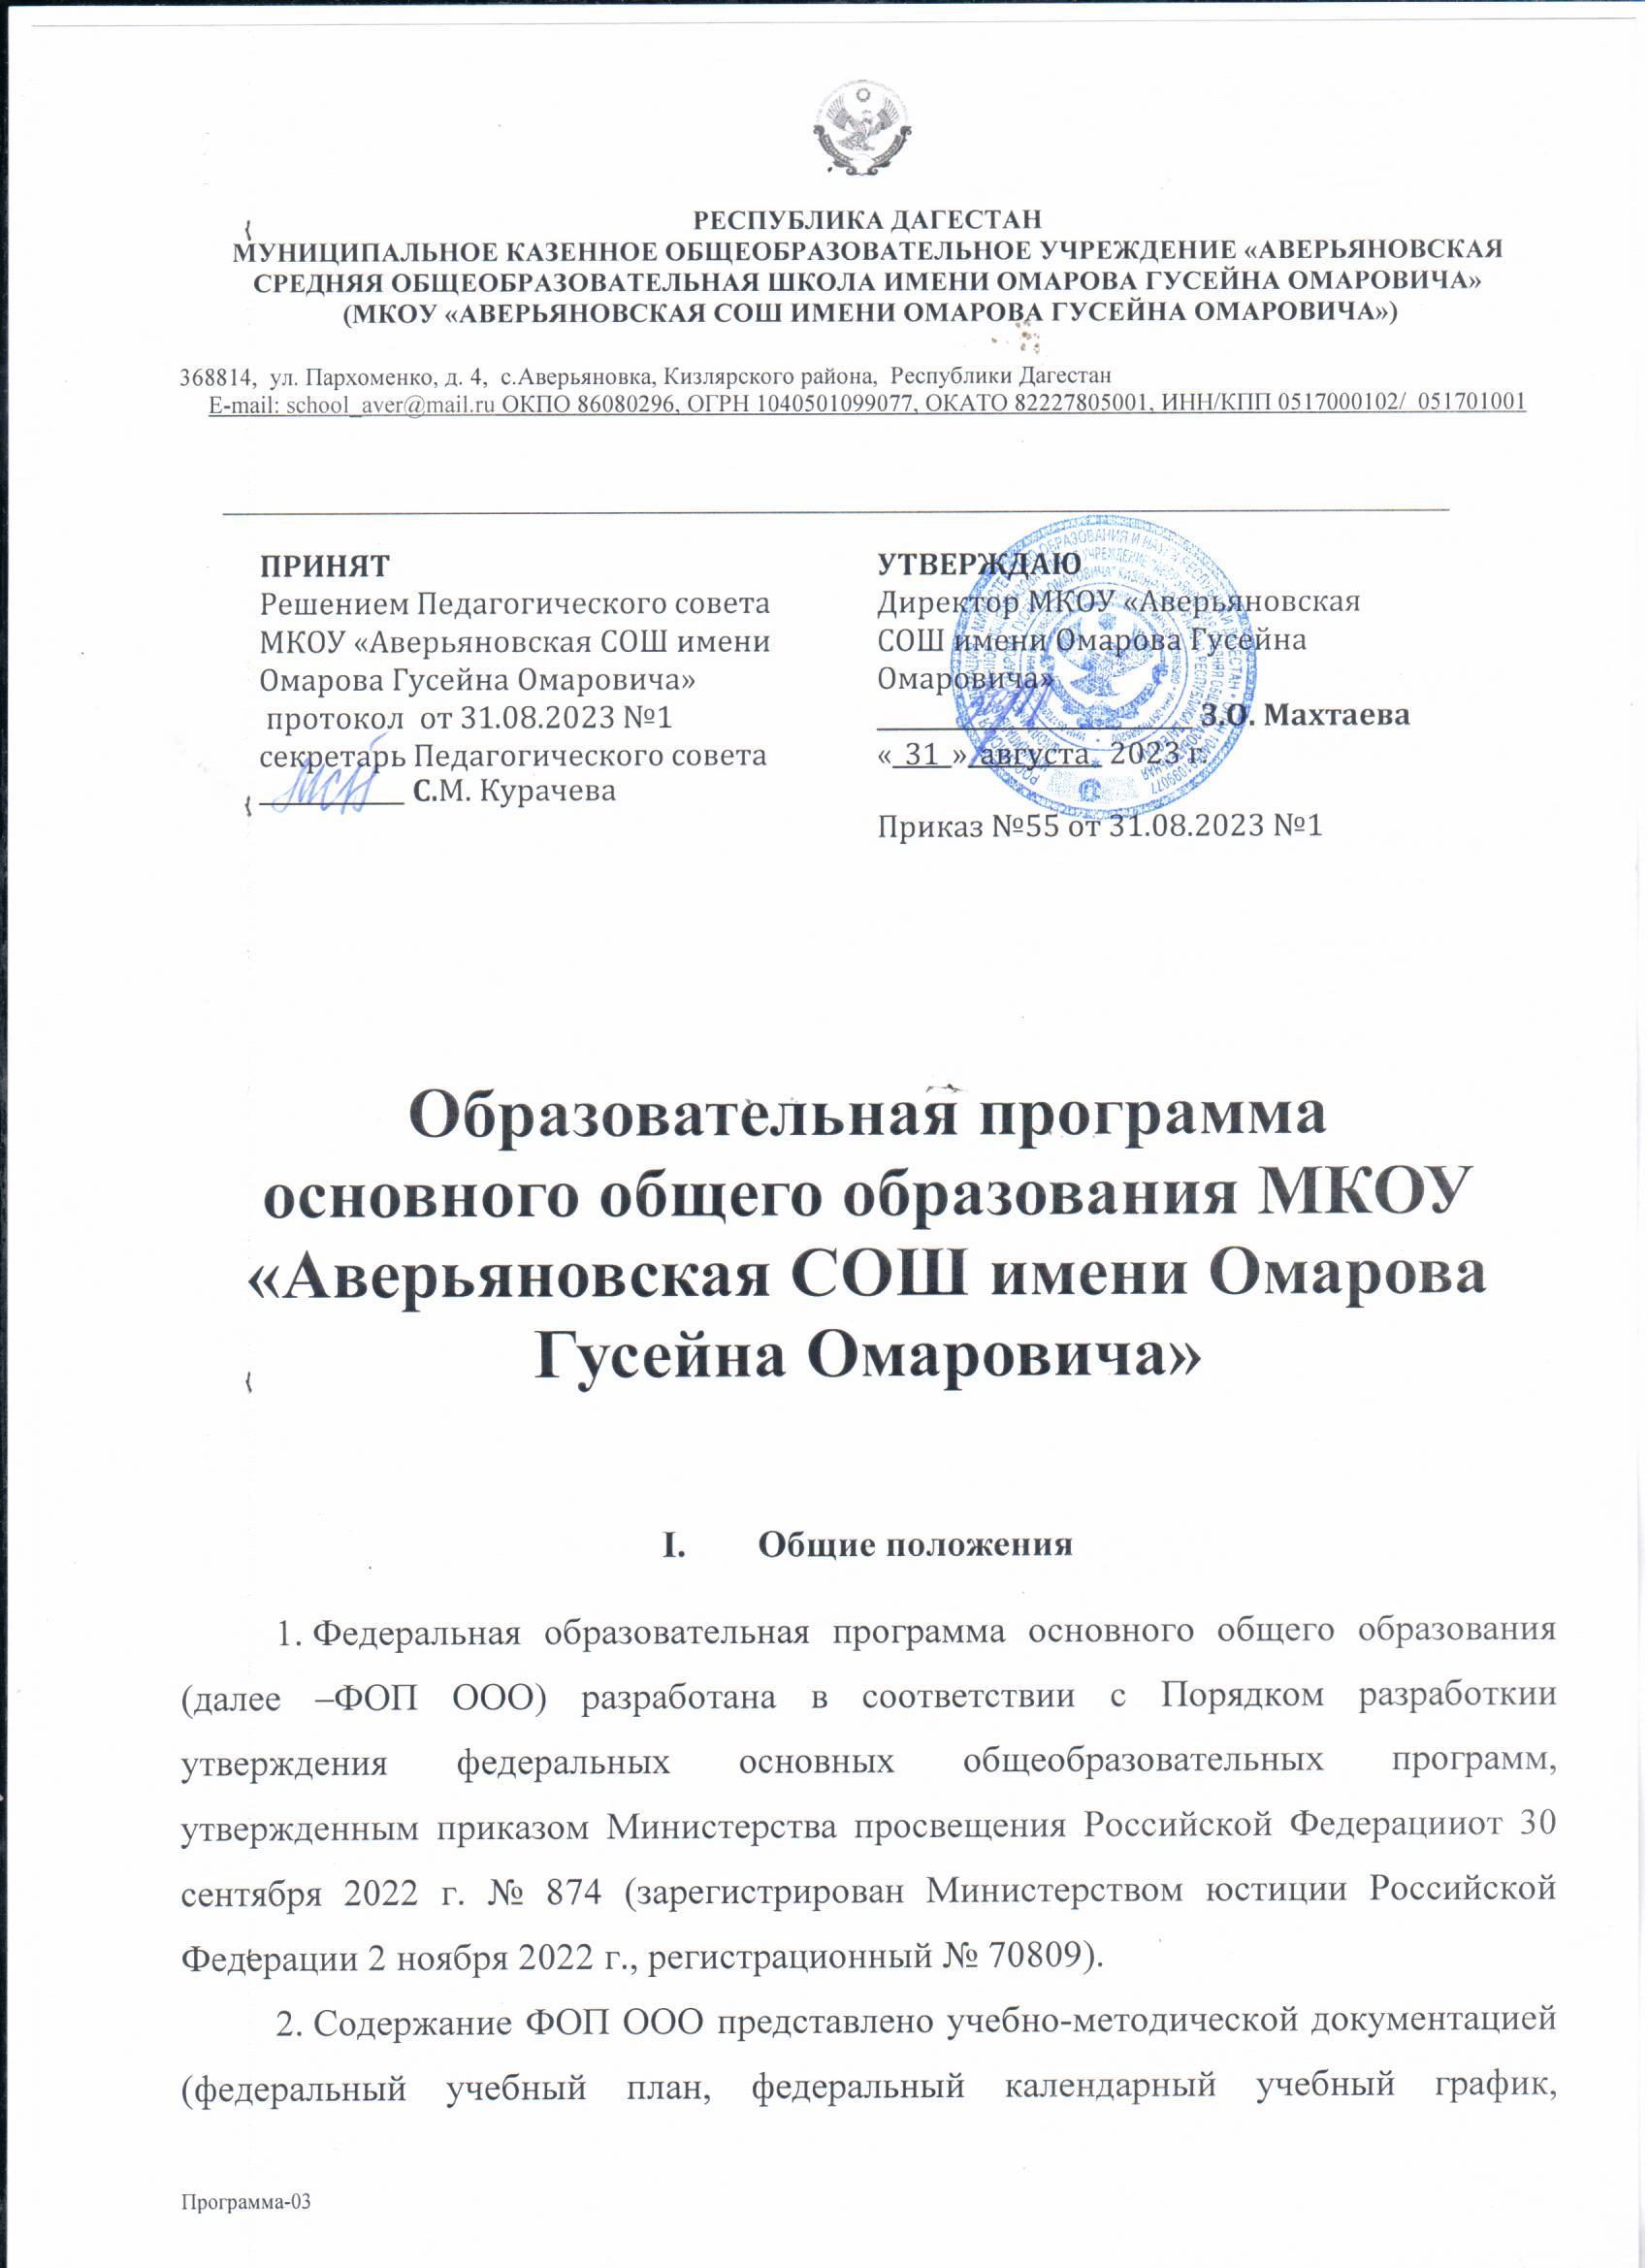 РЕСПУБЛИКА ДАГЕСТАН
МУНИЦИПАЛЬНОЕ КАЗЕННОЕ ОБЩЕОБРАЗОВАТЕЛЬНОЕ УЧРЕЖДЕНИЕ «АВЕРЬЯНОВСКАЯ
СРЕДНЯЯ ОБЩЕОБРАЗОВАТЕЛЬНАЯ ШКОЛА ИМЕНИ ОМАРОВА ГУСЕЙНА ОМАРОВИЧА»
(МКОУ «АВЕРЬЯНОВСКАЯ СОШ ИМЕНИ ОМАРОВА ГУСЕЙНА ОМАРОВИЧА»)
368814, ул. Пархоменко, д. 4, с.Аверьяновка, Кизлярского района, Республики Дагестан
E-mail: school_aver@mail.ru ОКПО 86080296, ОГРН 1040501099077, ОКАТО 82227805001, ИНН/КПП 0517000102/ 051701001
ПРИНЯТ
Решением Педагогического совета
МКОУ «Аверьяновская СОШ имени
Омарова Гусейна Омаровича»
протокол от 31.08.2023 №1
секретарь Педагогического совета
_________ С.М. Курачева
УТВЕРЖДАЮ
Директор МКОУ «Аверьяновская
СОШ имени Омарова Гусейна
Омаровича»
____________________ З.О. Махтаева
« 31 » августа 2023 г.
Приказ №55 от 31.08.2023 №1
Образовательная программа
основного общего образования МКОУ
«Аверьяновская СОШ имени Омарова
Гусейна Омаровича»
I. Общие положения
1. Федеральная образовательная программа основного общего образования
(далее –ФОП ООО) разработана в соответствии с Порядком разработкии
утверждения федеральных основных общеобразовательных программ,
утвержденным приказом Министерства просвещения Российской Федерацииот 30
сентября 2022 г. № 874 (зарегистрирован Министерством юстиции Российской
Федерации 2 ноября 2022 г., регистрационный № 70809).
2. Содержание ФОП ООО представлено учебно-методической документацией
(федеральный учебный план, федеральный календарный учебный график,
Программа-03